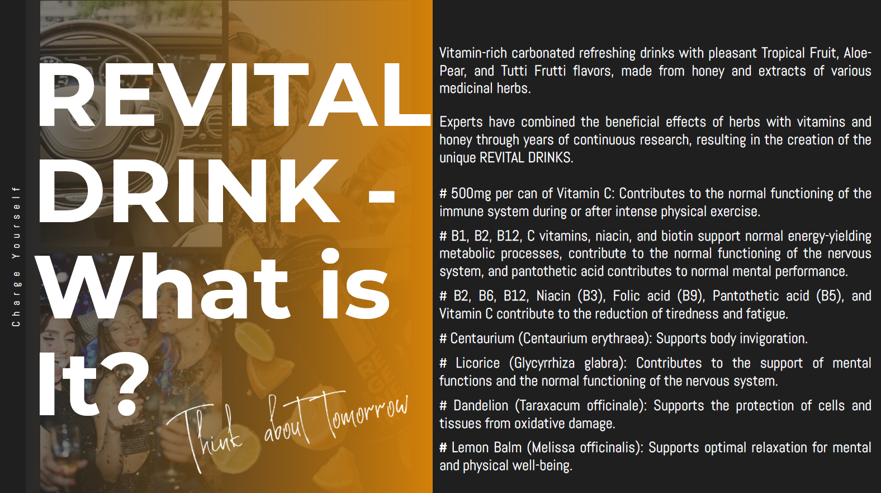 Charge Yourself
REVITAL
DRINK -
What is
It?
Think about Tomorrow
Vitamin-rich carbonated refreshing drinks with pleasant Tropical Fruit, Aloe-
Pear, and Tutti Frutti flavors, made from honey and extracts of various
medicinal herbs.
Experts have combined the beneficial effects of herbs with vitamins and
honey through years of continuous research, resulting in the creation of the
unique REVITAL DRINKS.
# 500mg per can of Vitamin C: Contributes to the normal functioning of the
immune system during or after intense physical exercise.
# B1, B2, B12, C vitamins, niacin, and biotin support normal energy-yielding
metabolic processes, contribute to the normal functioning of the nervous
system, and pantothetic acid contributes to normal mental performance.
# B2, B6, B12, Niacin (B3), Folic acid (B9), Pantothetic acid (B5), and
Vitamin C contribute to the reduction of tiredness and fatigue.
# Centaurium (Centaurium erythraea): Supports body invigoration.
# Licorice (Glycyrrhiza glabra): Contributes to the support of mental
functions and the normal functioning of the nervous system.
# Dandelion (Taraxacum officinale): Supports the protection of cells and
tissues from oxidative damage.
# Lemon Balm (Melissa officinalis): Supports optimal relaxation for mental
and physical well-being.